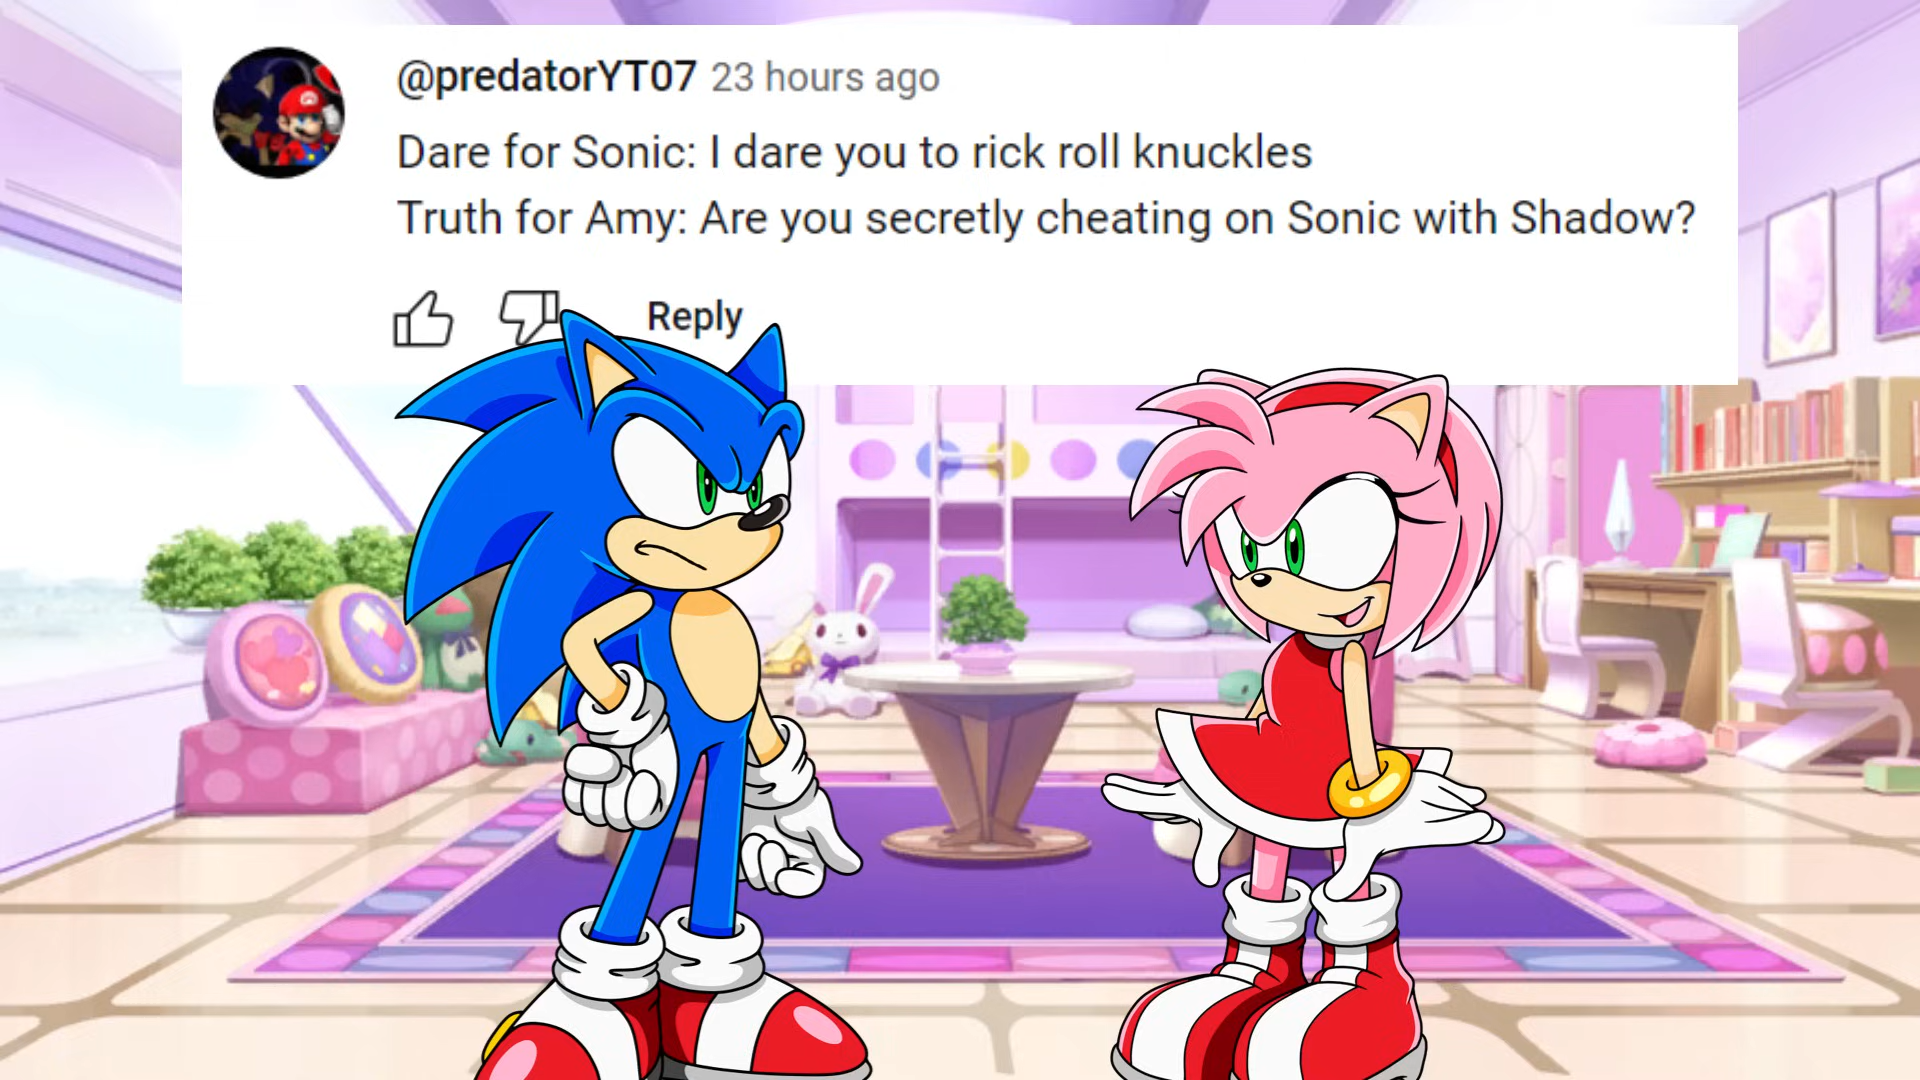 @predatorYT07 23 hours ago
Dare for Sonic: I dare you to rick roll knuckles
Truth for Amy: Are you secretly cheating on Sonic with Shadow?
Reply